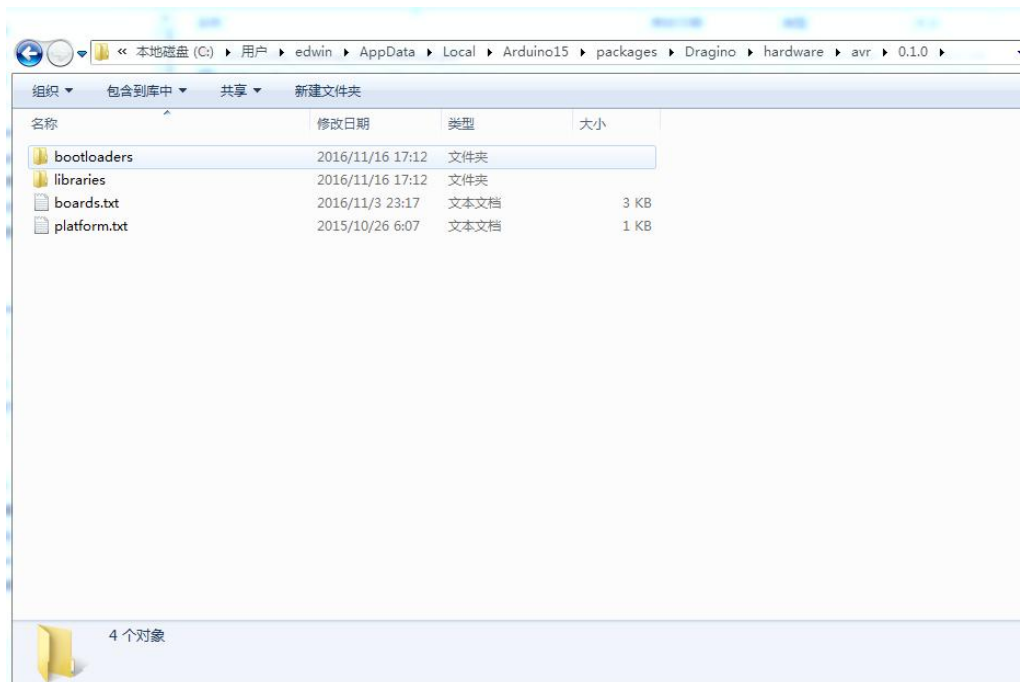 « 本地磁盘 (C:) ▸ 用户 ▸ edwin ▸ AppData ▸ Local ▸ Arduino15 ▸ packages ▸ Dragino ▸ hardware ▸ avr ▸ 0.1.0 ▸
组织 ▾ 包含到库中 ▾ 共享 ▾ 新建文件夹
名称 修改日期 类型 大小
bootloaders 2016/11/16 17:12 文件夹
libraries 2016/11/16 17:12 文件夹
boards.txt 2016/11/3 23:17 文本文档 3 KB
platform.txt 2015/10/26 6:07 文本文档 1 KB
4 个对象